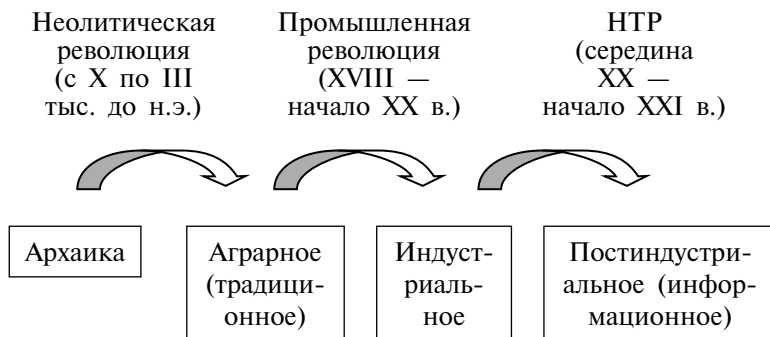 Неолитическая
революция
(с X по III
тыс. до н.э.)
Промышленная
революция
(XVIII —
начало XX в.)
НТР
(середина
XX —
начало XXI в.)
Архаика
Аграрное
(традици-
онное)
Индуст-
риаль-
ное
Постиндустри-
альное (инфор-
мационное)